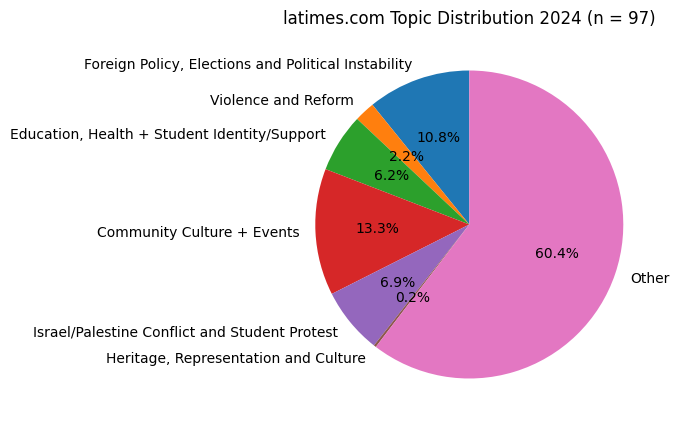 latimes.com Topic Distribution 2024 (n = 97)
Foreign Policy, Elections and Political Instability
10.8%
Violence and Reform
2.2%
Education, Health + Student Identity/Support
6.2%
Community Culture + Events
13.3%
Israel/Palestine Conflict and Student Protest
6.9%
Heritage, Representation and Culture
0.2%
Other
60.4%